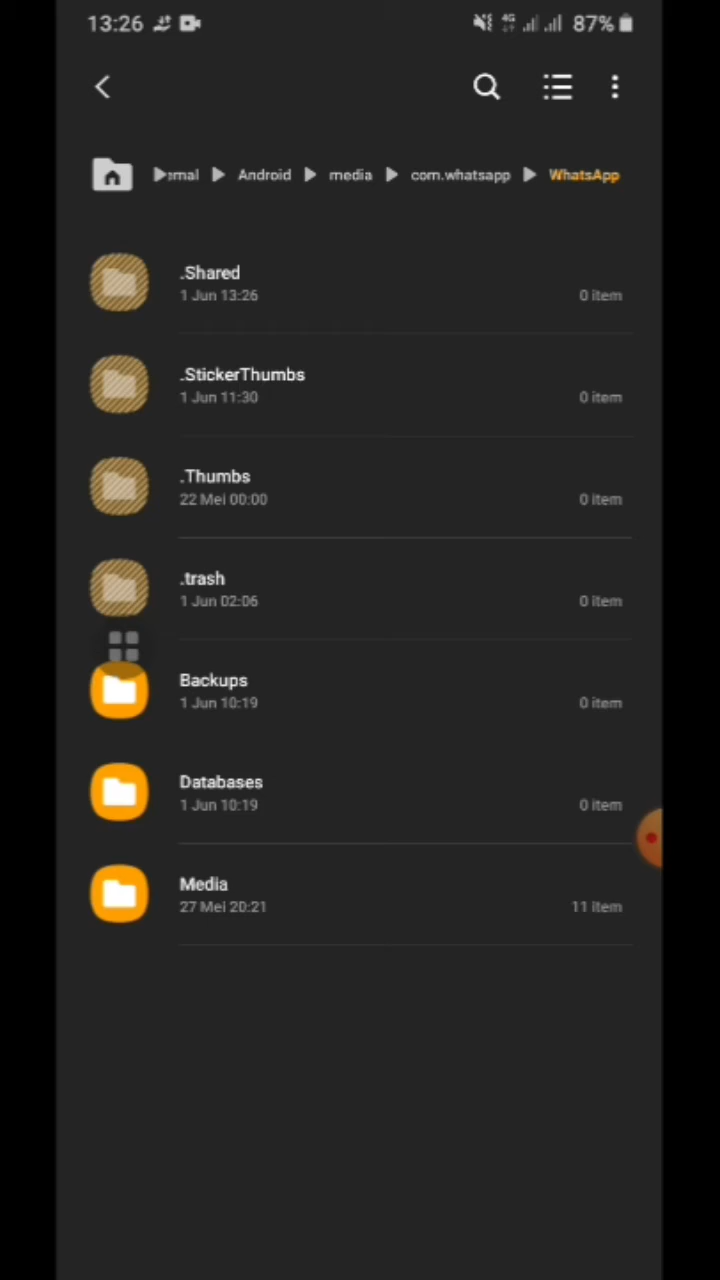 13:26 4G 87%
Android media com.whatsapp WhatsApp
.Shared
1 Jun 13:26 0 item
.StickerThumbs
1 Jun 11:30 0 item
.Thumbs
22 Mei 00:00 0 item
.trash
1 Jun 02:06 0 item
Backups
1 Jun 10:19 0 item
Databases
1 Jun 10:19 0 item
Media
27 Mei 20:21 11 item